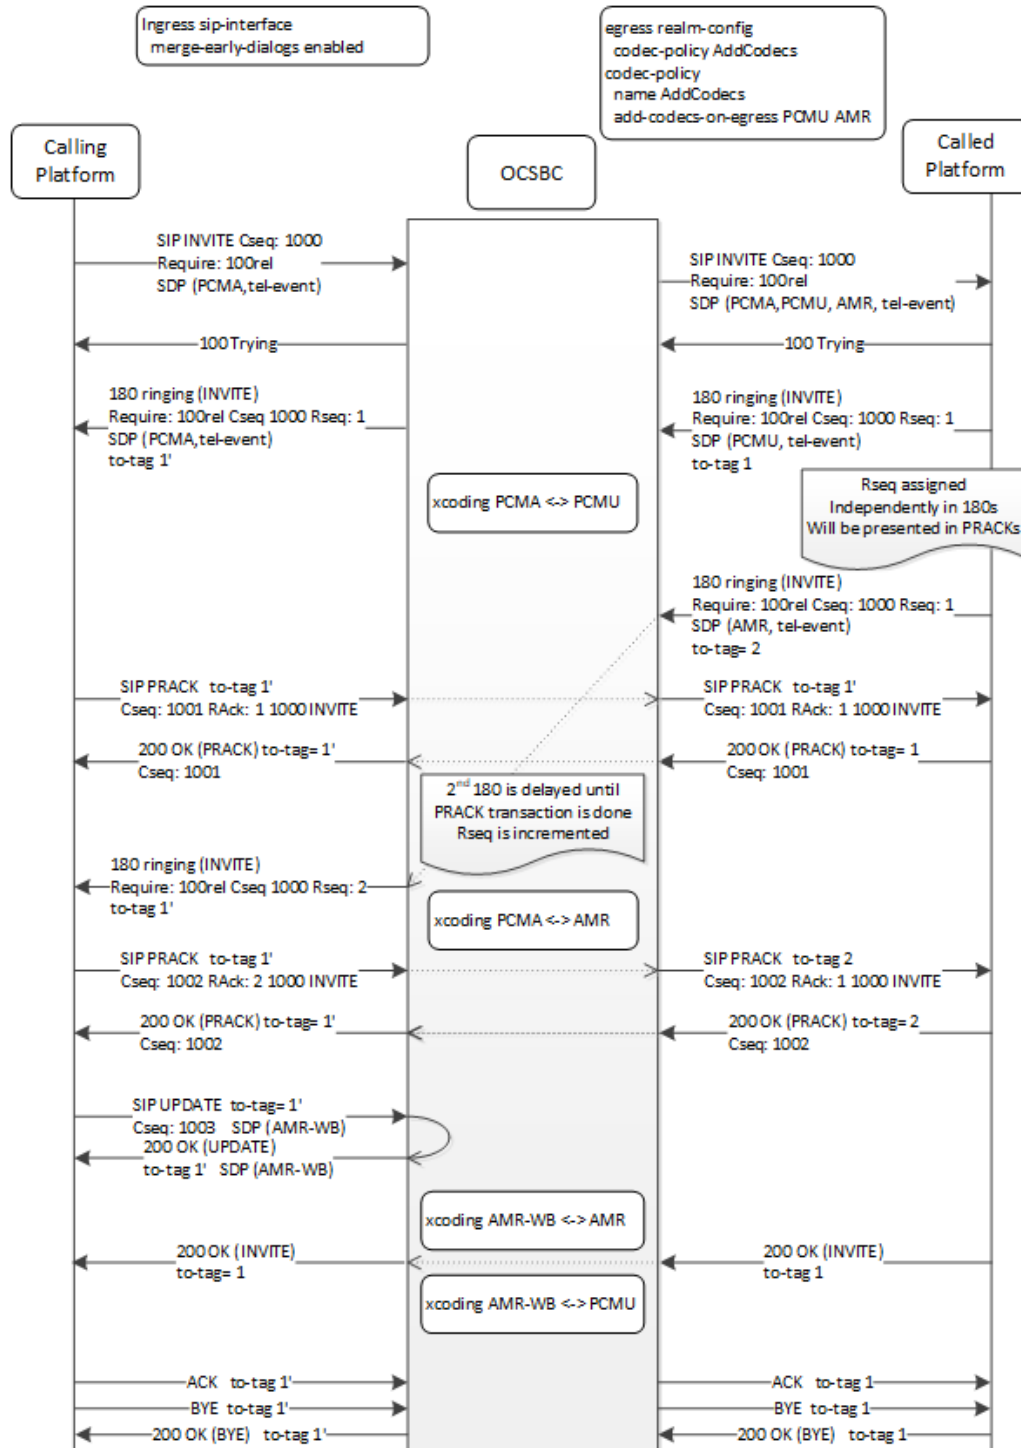 Ingress sip-interface
merge-early-dialogs enabled
egress realm-config
codec-policy AddCodecs
codec-policy
name AddCodecs
add-codecs-on-egress PCMU AMR
Calling
Platform
OCSBC
Called
Platform
SIP INVITE Cseq: 1000
Require: 100rel
SDP (PCMA,tel-event)
SIP INVITE Cseq: 1000
Require: 100rel
SDP (PCMA,PCMU, AMR, tel-event)
100 Trying
100 Trying
180 ringing (INVITE)
Require: 100rel Cseq 1000 Rseq: 1
SDP (PCMA,tel-event)
to-tag 1'
180 ringing (INVITE)
Require: 100rel Cseq: 1000 Rseq: 1
SDP (PCMU, tel-event)
to-tag 1
xcoding PCMA <-> PCMU
Rseq assigned
Independently in 180s
Will be presented in PRACKs
180 ringing (INVITE)
Require: 100rel Cseq: 1000 Rseq: 1
SDP (AMR, tel-event)
to-tag= 2
SIP PRACK to-tag 1'
Cseq: 1001 RAck: 1 1000 INVITE
SIP PRACK to-tag 1'
Cseq: 1001 RAck: 1 1000 INVITE
200 OK (PRACK) to-tag= 1'
Cseq: 1001
200 OK (PRACK) to-tag= 1
Cseq: 1001
2nd 180 is delayed until
PRACK transaction is done
Rseq is incremented
180 ringing (INVITE)
Require: 100rel Cseq 1000 Rseq: 2
to-tag 1'
xcoding PCMA <-> AMR
SIP PRACK to-tag 1'
Cseq: 1002 RAck: 2 1000 INVITE
SIP PRACK to-tag 2
Cseq: 1002 RAck: 1 1000 INVITE
200 OK (PRACK) to-tag= 1'
Cseq: 1002
200 OK (PRACK) to-tag= 2
Cseq: 1002
SIP UPDATE to-tag= 1'
Cseq: 1003 SDP (AMR-WB)
200 OK (UPDATE)
to-tag 1' SDP (AMR-WB)
xcoding AMR-WB <-> AMR
200 OK (INVITE)
to-tag= 1
200 OK (INVITE)
to-tag 1
xcoding AMR-WB <-> PCMU
ACK to-tag 1'
ACK to-tag 1
BYE to-tag 1'
BYE to-tag 1
200 OK (BYE) to-tag 1'
200 OK (BYE) to-tag 1